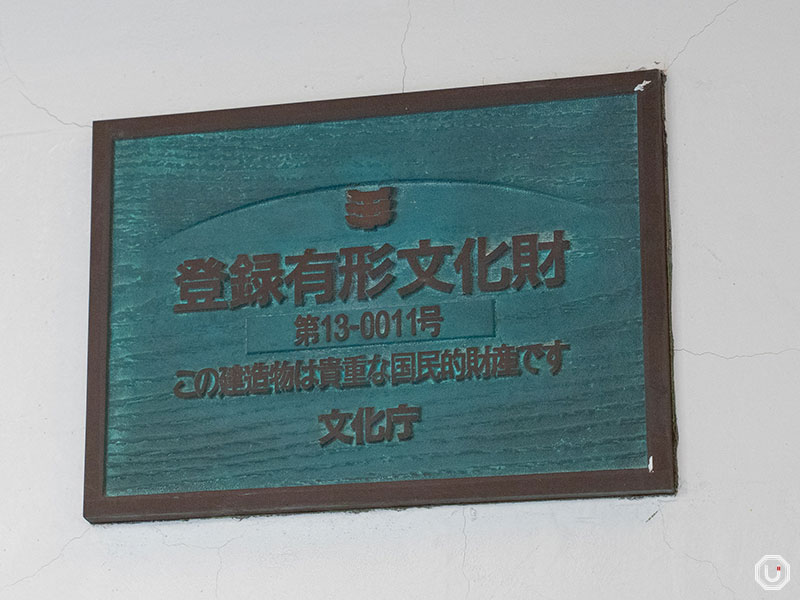 登録有形文化財
第13-0011号
この建造物は貴重な国民的財産です
文化庁